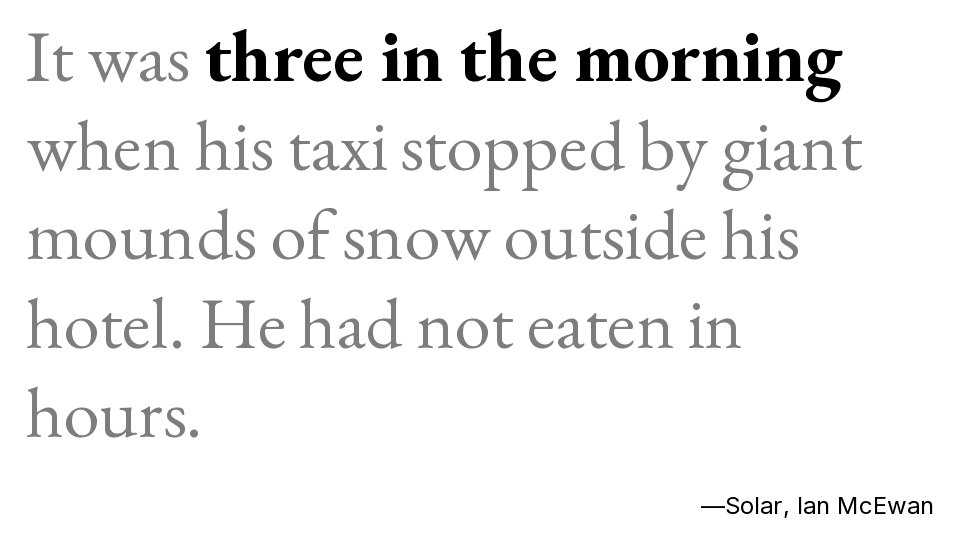 It was three in the morning
when his taxi stopped by giant
mounds of snow outside his
hotel. He had not eaten in
hours.
—Solar, Ian McEwan